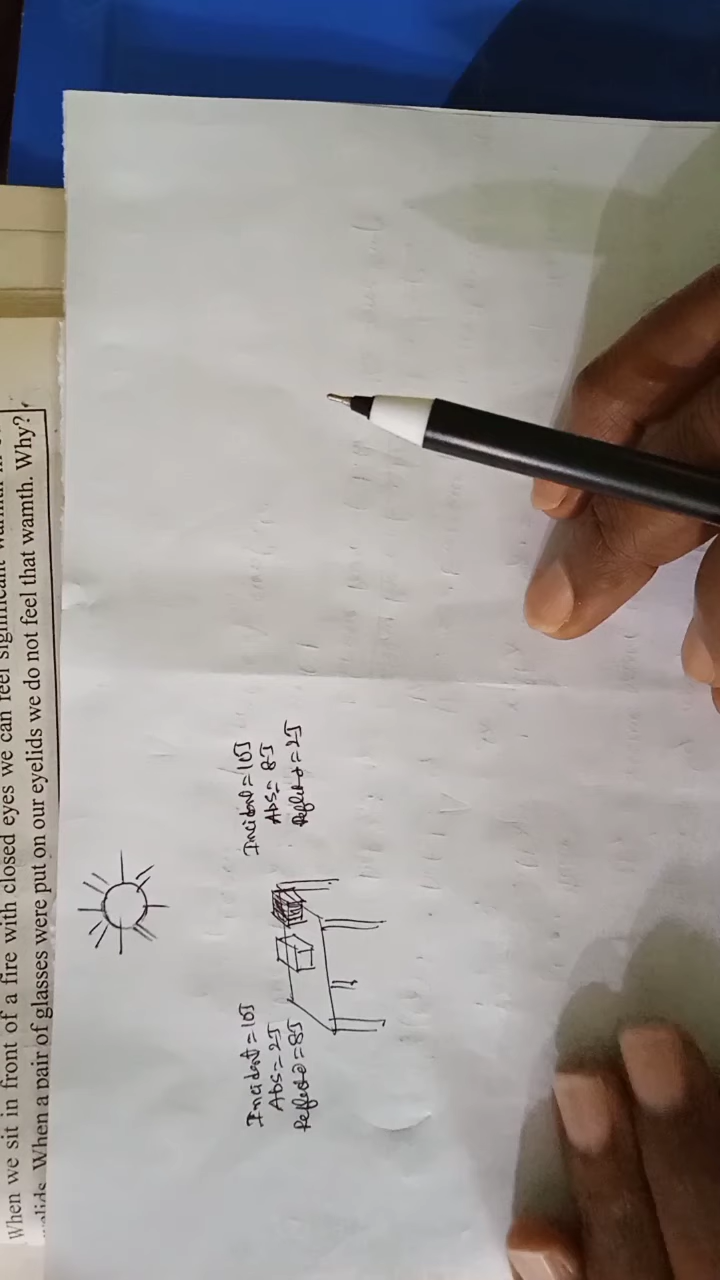 When we sit in front of a fire with closed eyes we can feel significant warmth
When a pair of glasses were put on our eyelids we do not feel that wamth. Why?
Incident = 10J
Abs = 2J
Reflected = 8J
Incident = 10J
Abs = 8J
Reflected = 2J